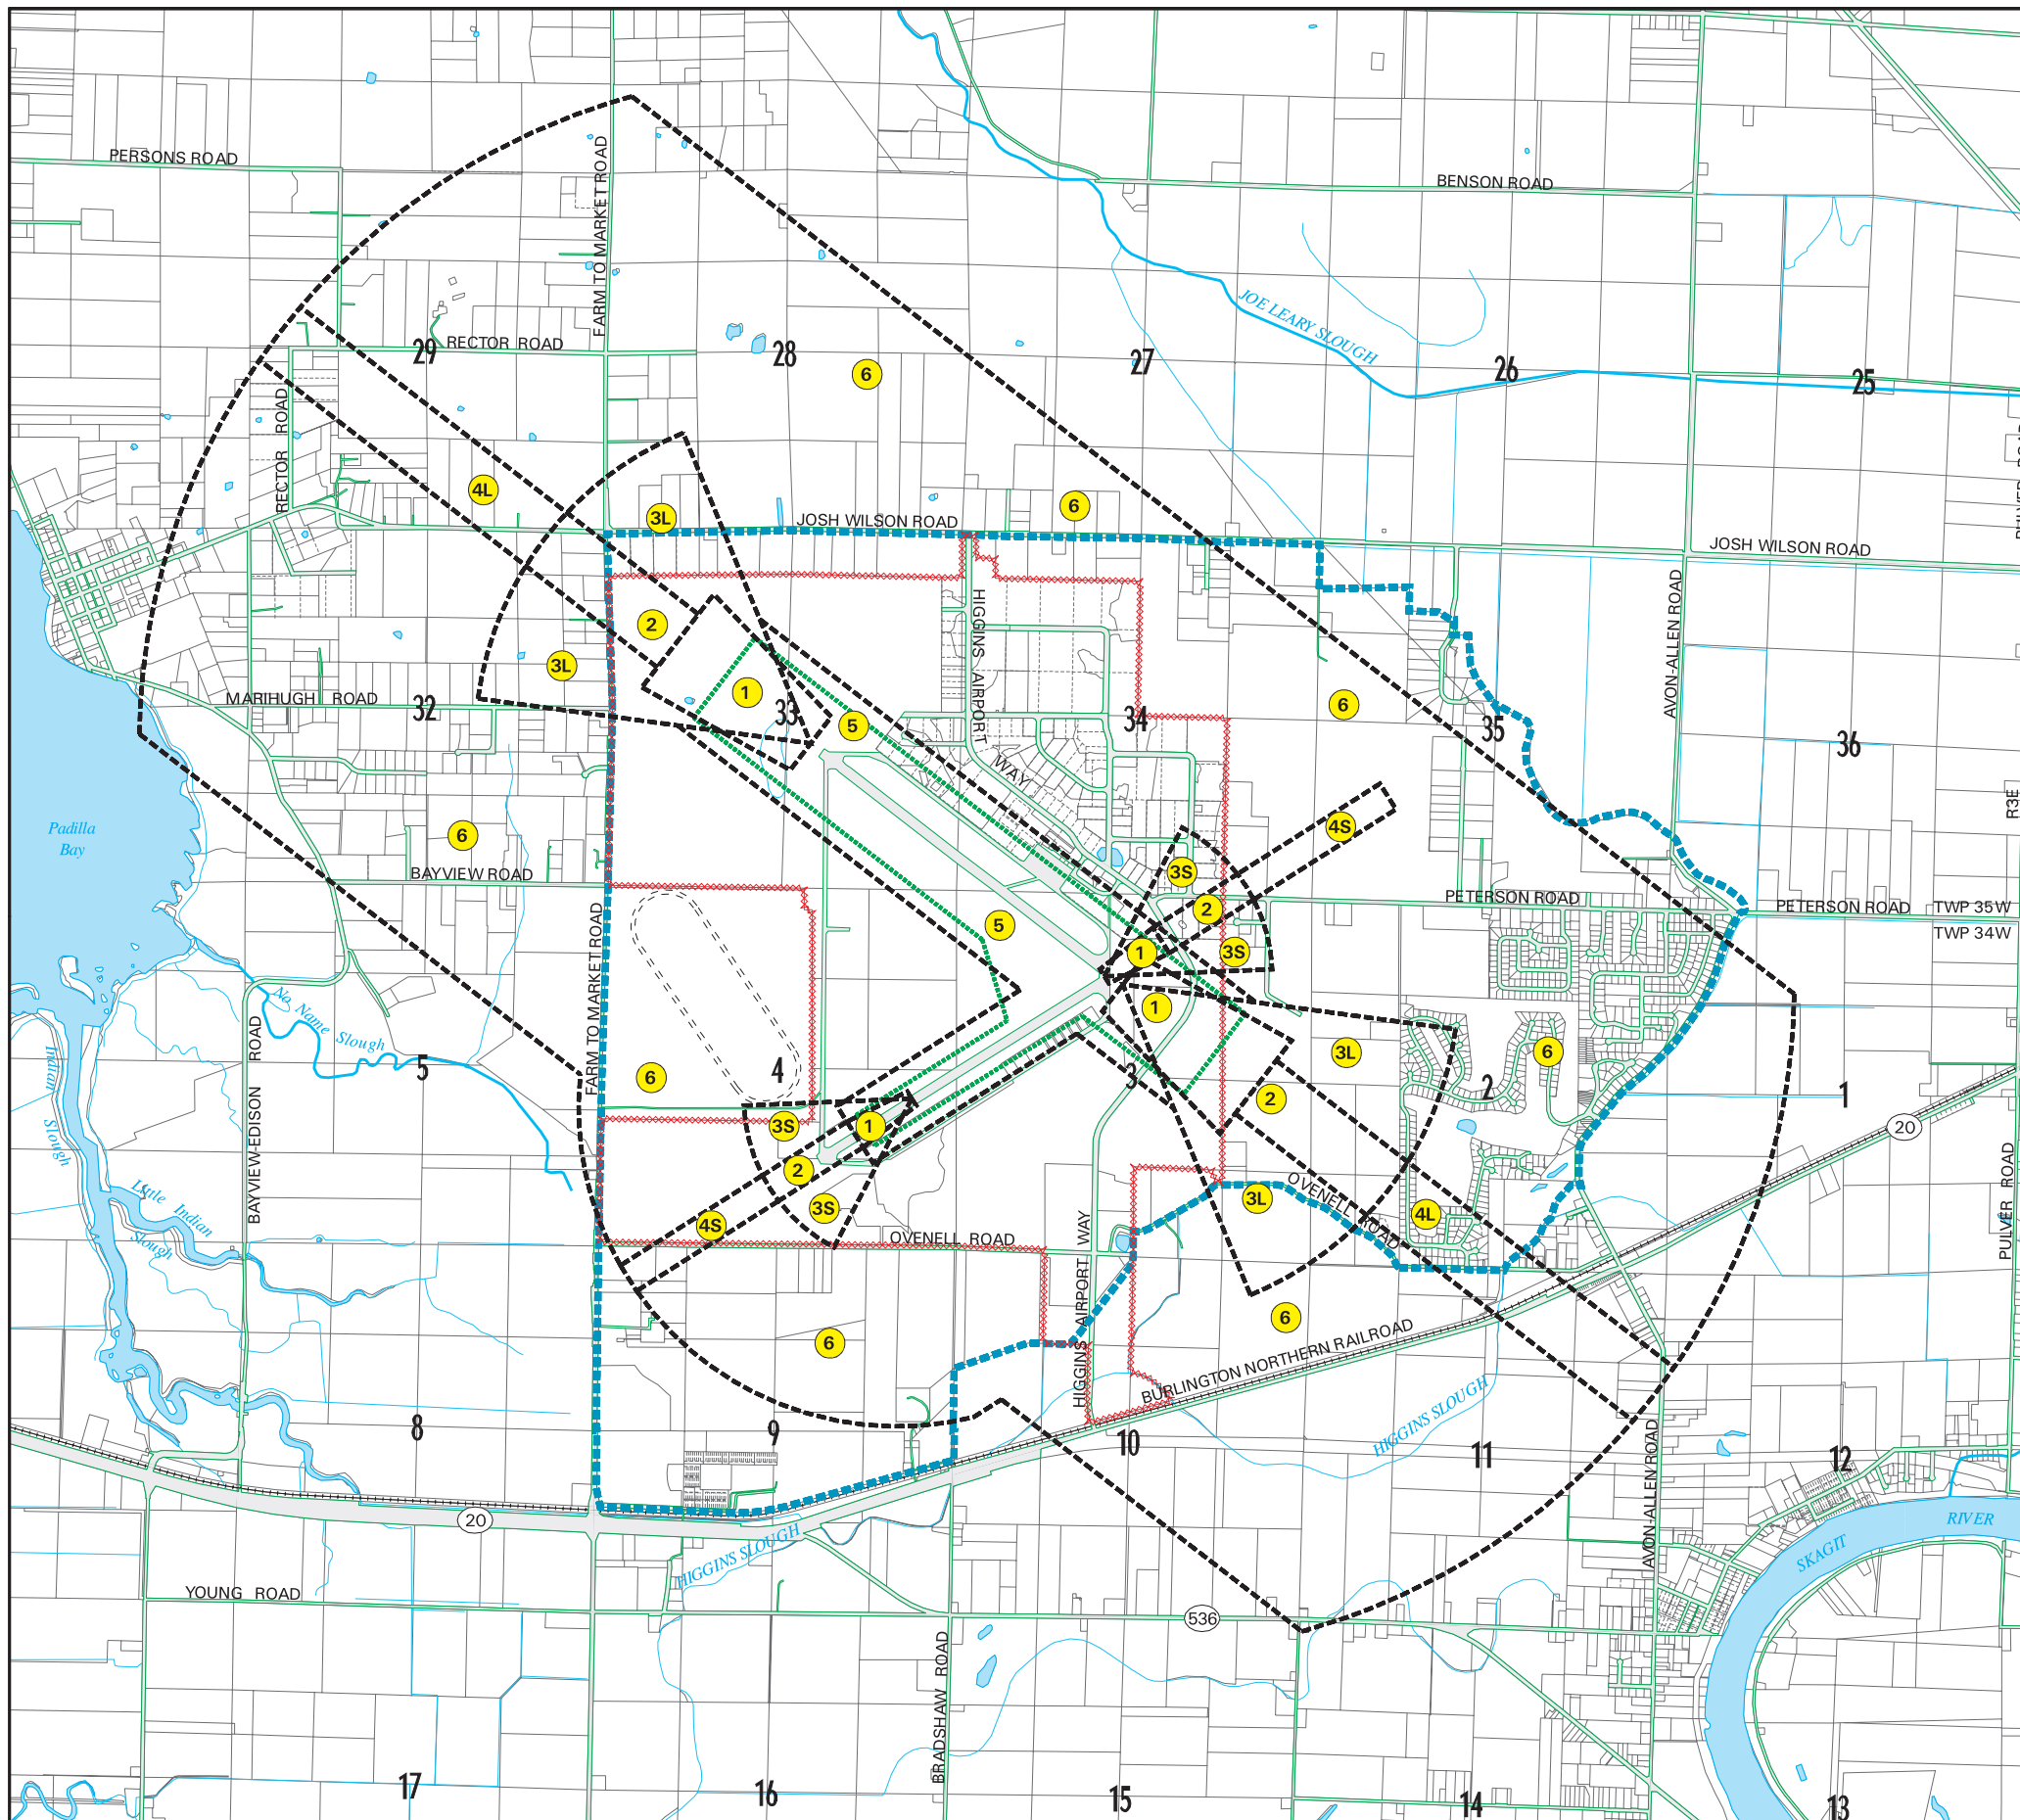 PERSONS ROAD
FARM TO MARKET ROAD
BENSON ROAD
JOE LEARY SLOUGH
29
RECTOR ROAD
28
27
26
25
6
RECTOR ROAD
4L
3L
6
JOSH WILSON ROAD
JOSH WILSON ROAD
2
HIGGINS AIRPORT
WAY
AVON-ALLEN ROAD
3L
1
MARIHUGH ROAD
32
33
5
34
6
35
36
R3E
Padilla
Bay
6
4S
BAYVIEW ROAD
3S
2
PETERSON ROAD
PETERSON ROAD
TWP 35W
TWP 34W
5
1
3S
FARM TO MARKET ROAD
No Name Slough
1
BAYVIEW-EDISON ROAD
Indian
Slough
5
6
4
3
3L
6
2
1
2
20
3S
1
2
Little Indian
Slough
4S
3S
OVENELL ROAD
3L
OVENELL ROAD
4L
PULVER ROAD
HIGGINS AIRPORT WAY
6
6
BURLINGTON NORTHERN RAILROAD
HIGGINS SLOUGH
8
9
10
11
12
AVON-ALLEN ROAD
20
HIGGINS SLOUGH
SKAGIT
RIVER
YOUNG ROAD
536
BRADSHAW ROAD
17
16
15
14
13